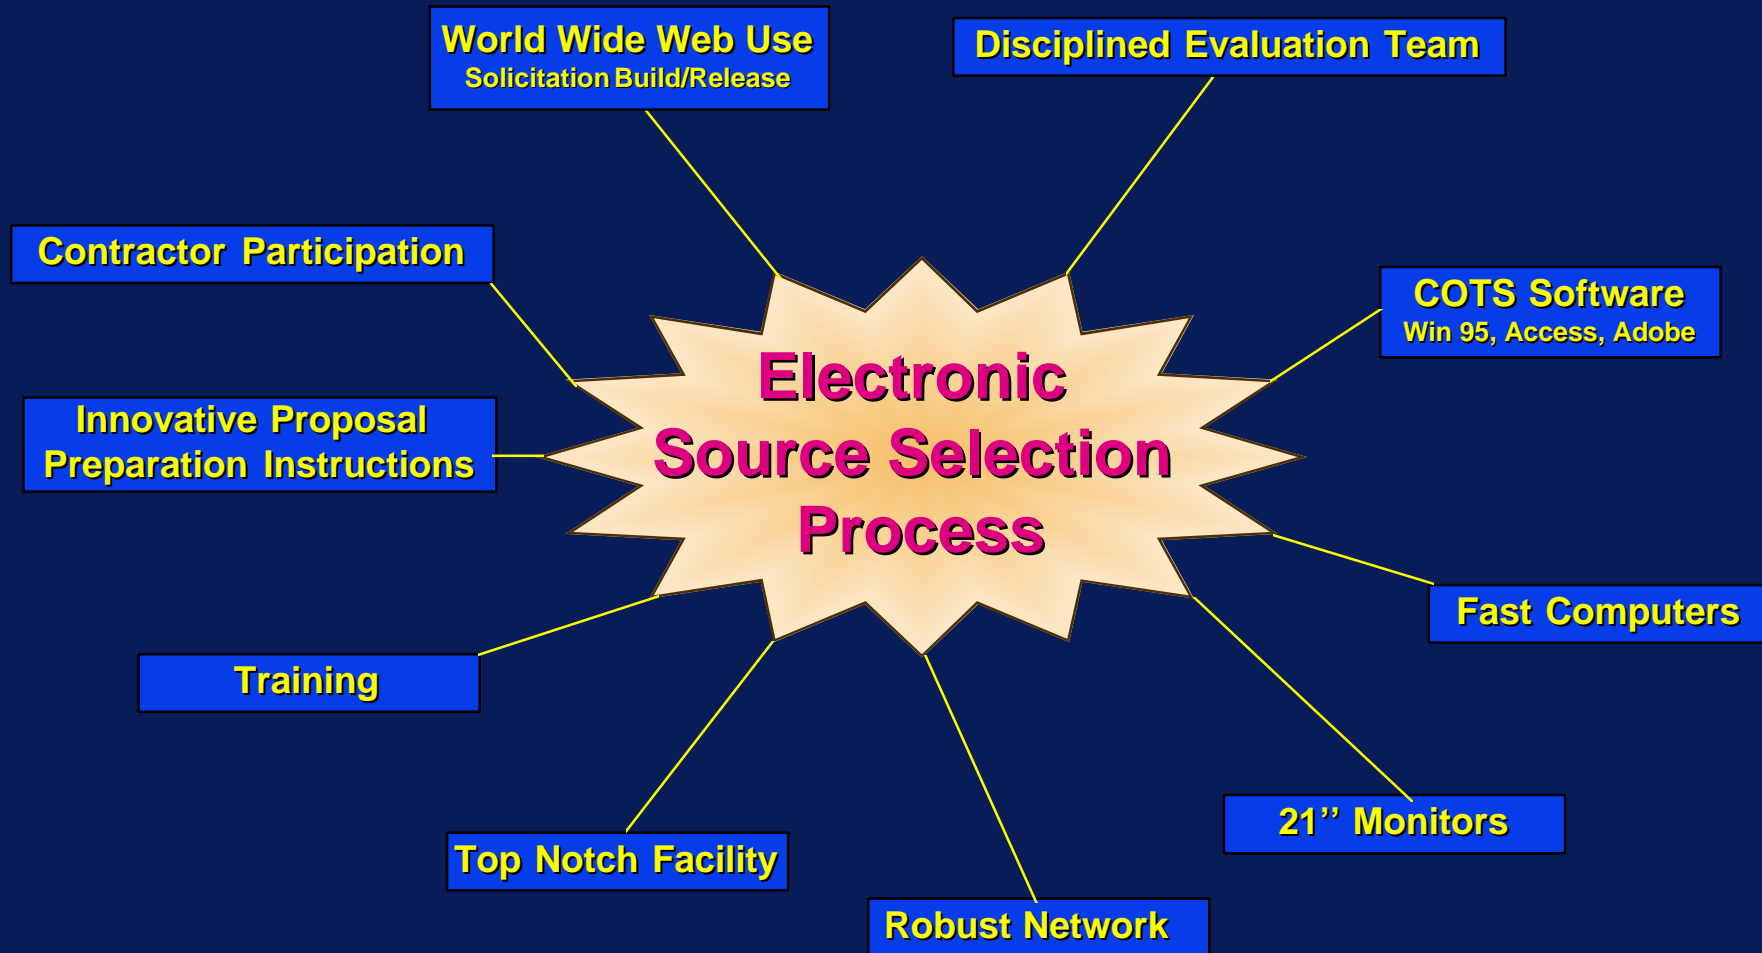 World Wide Web Use
Solicitation Build/Release
Disciplined Evaluation Team
Contractor Participation
COTS Software
Win 95, Access, Adobe
Electronic
Source Selection
Process
Innovative Proposal
Preparation Instructions
Fast Computers
Training
21’’ Monitors
Top Notch Facility
Robust Network